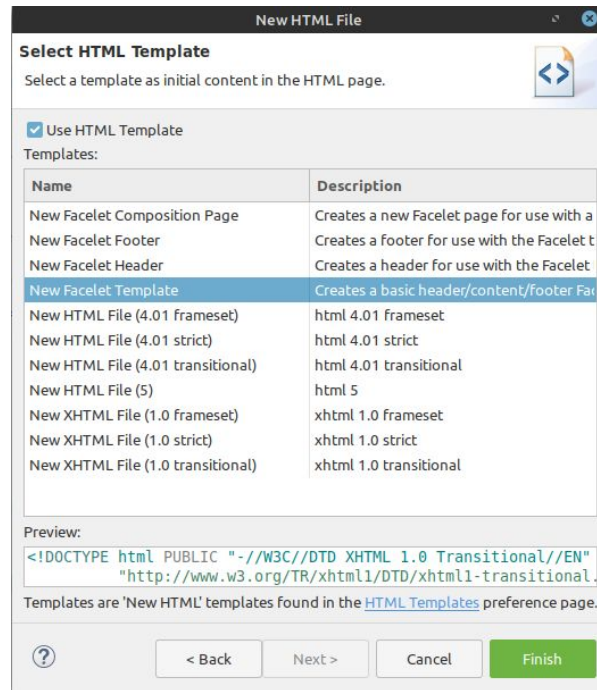 New HTML File
Select HTML Template
Select a template as initial content in the HTML page.
<>
Use HTML Template
Templates:
Name Description
New Facelet Composition Page Creates a new Facelet page for use with a
New Facelet Footer Creates a footer for use with the Facelet t
New Facelet Header Creates a header for use with the Facelet
New Facelet Template Creates a basic header/content/footer Fac
New HTML File (4.01 frameset) html 4.01 frameset
New HTML File (4.01 strict) html 4.01 strict
New HTML File (4.01 transitional) html 4.01 transitional
New HTML File (5) html 5
New XHTML File (1.0 frameset) xhtml 1.0 frameset
New XHTML File (1.0 strict) xhtml 1.0 strict
New XHTML File (1.0 transitional) xhtml 1.0 transitional
Preview:
<!DOCTYPE html PUBLIC "-//W3C//DTD XHTML 1.0 Transitional//EN"
"http://www.w3.org/TR/xhtml1/DTD/xhtml1-transitional.
Templates are 'New HTML' templates found in the HTML Templates preference page.
? < Back Next > Cancel Finish